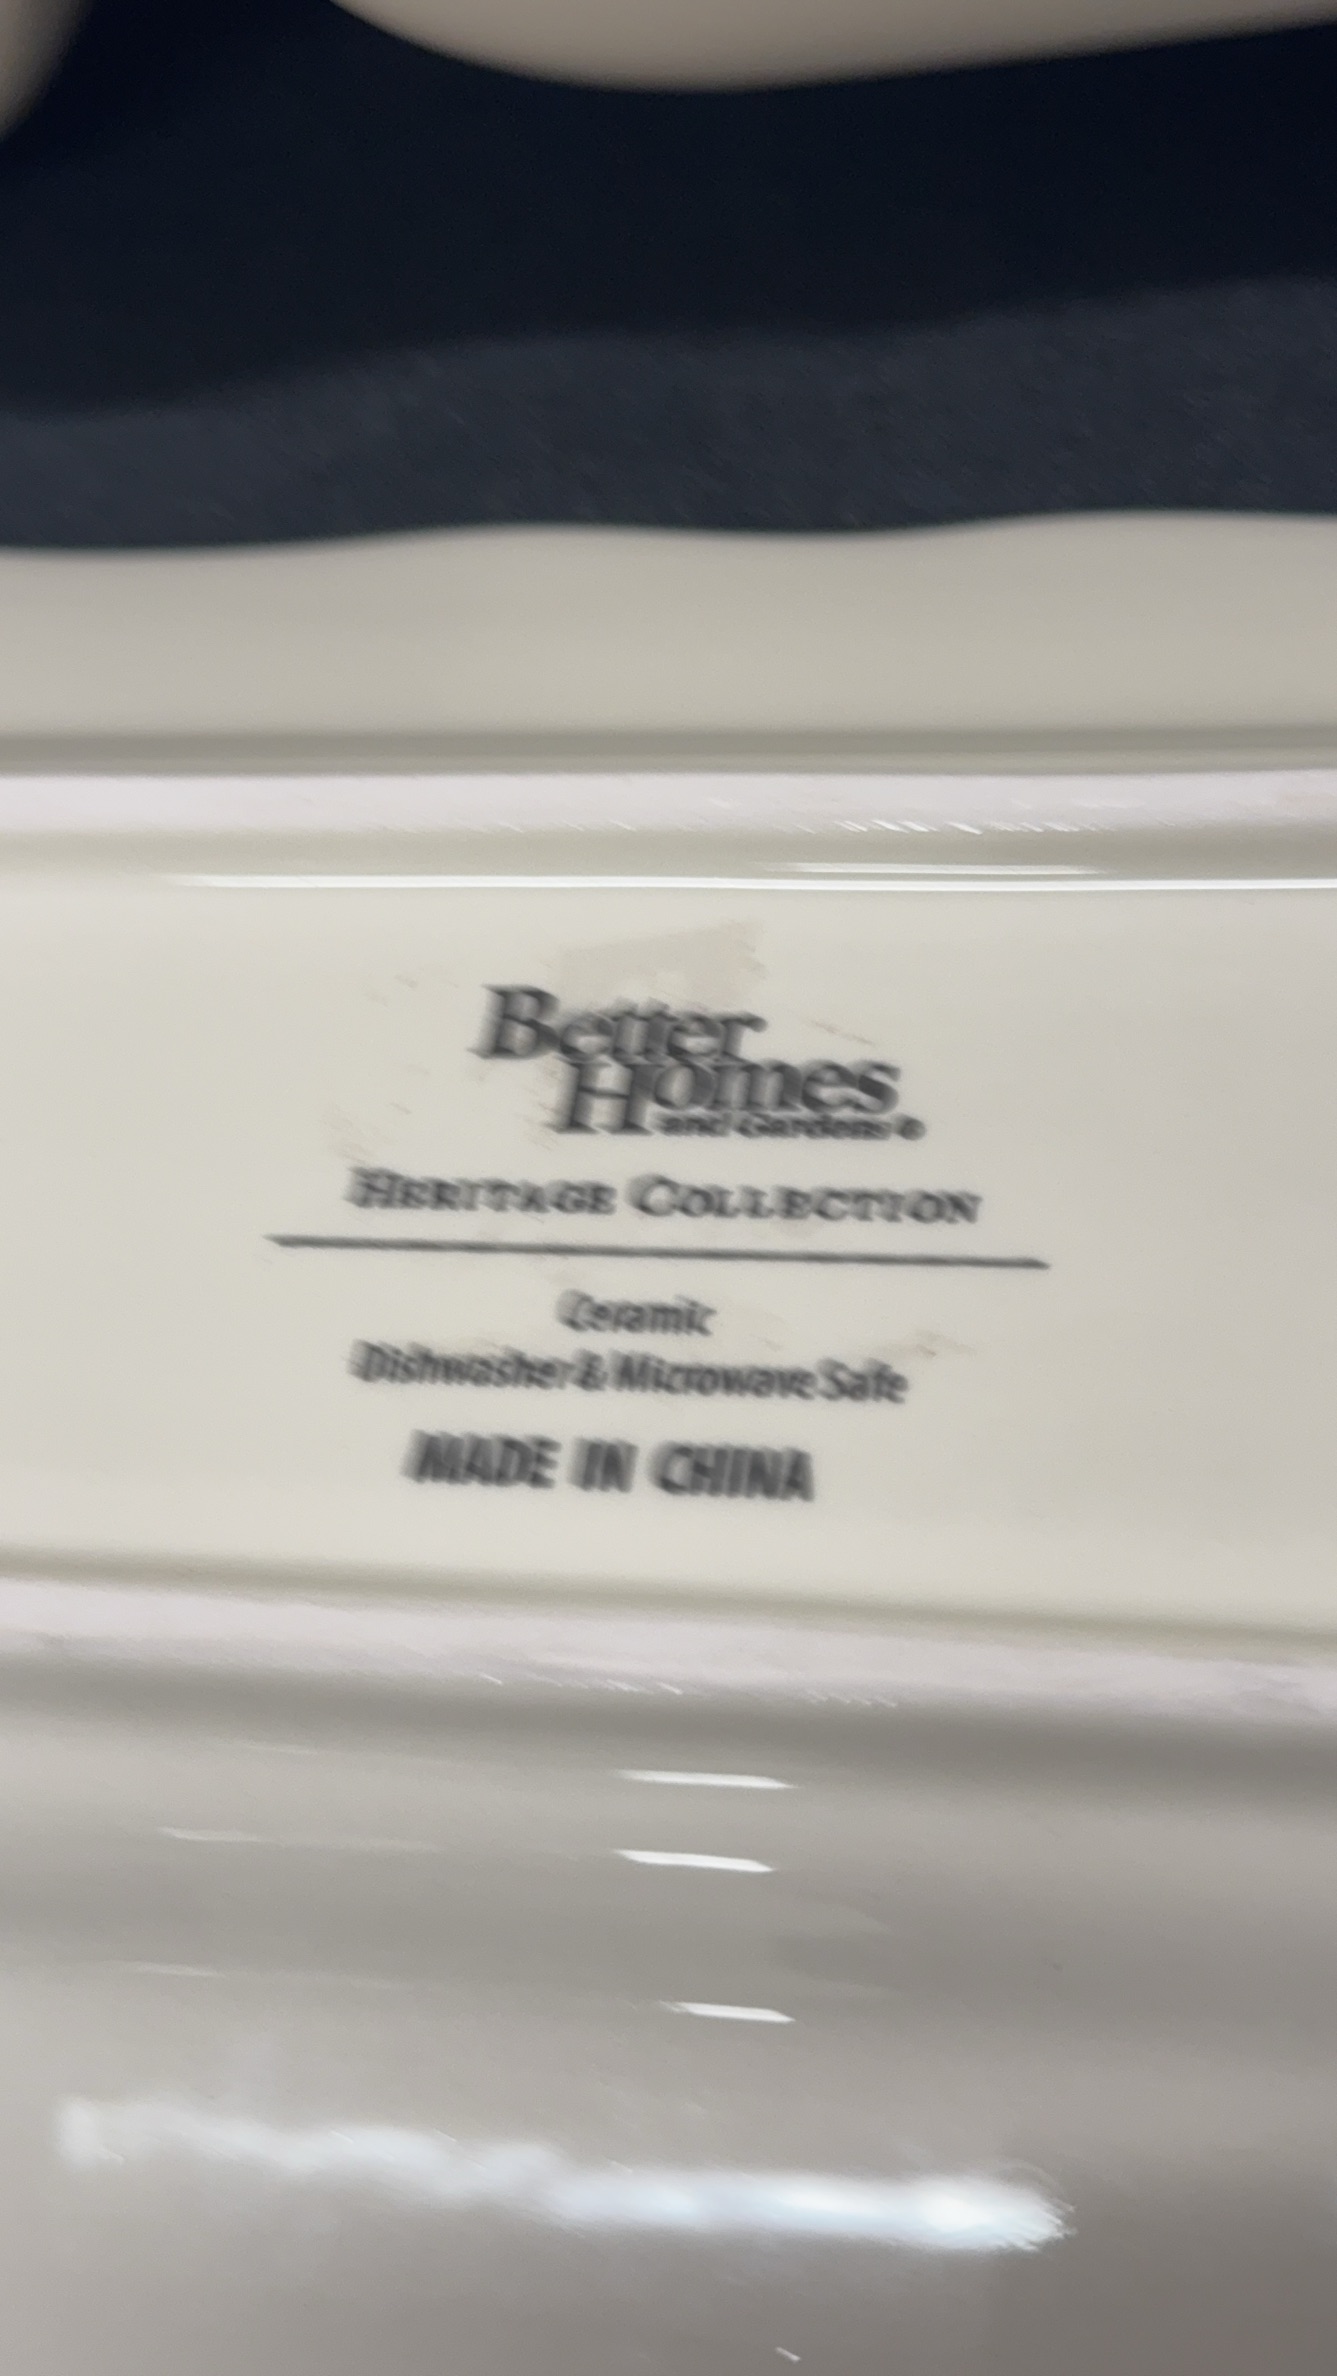 Better
Homes
and Gardens®
HERITAGE COLLECTION
Ceramic
Dishwasher & Microwave Safe
MADE IN CHINA